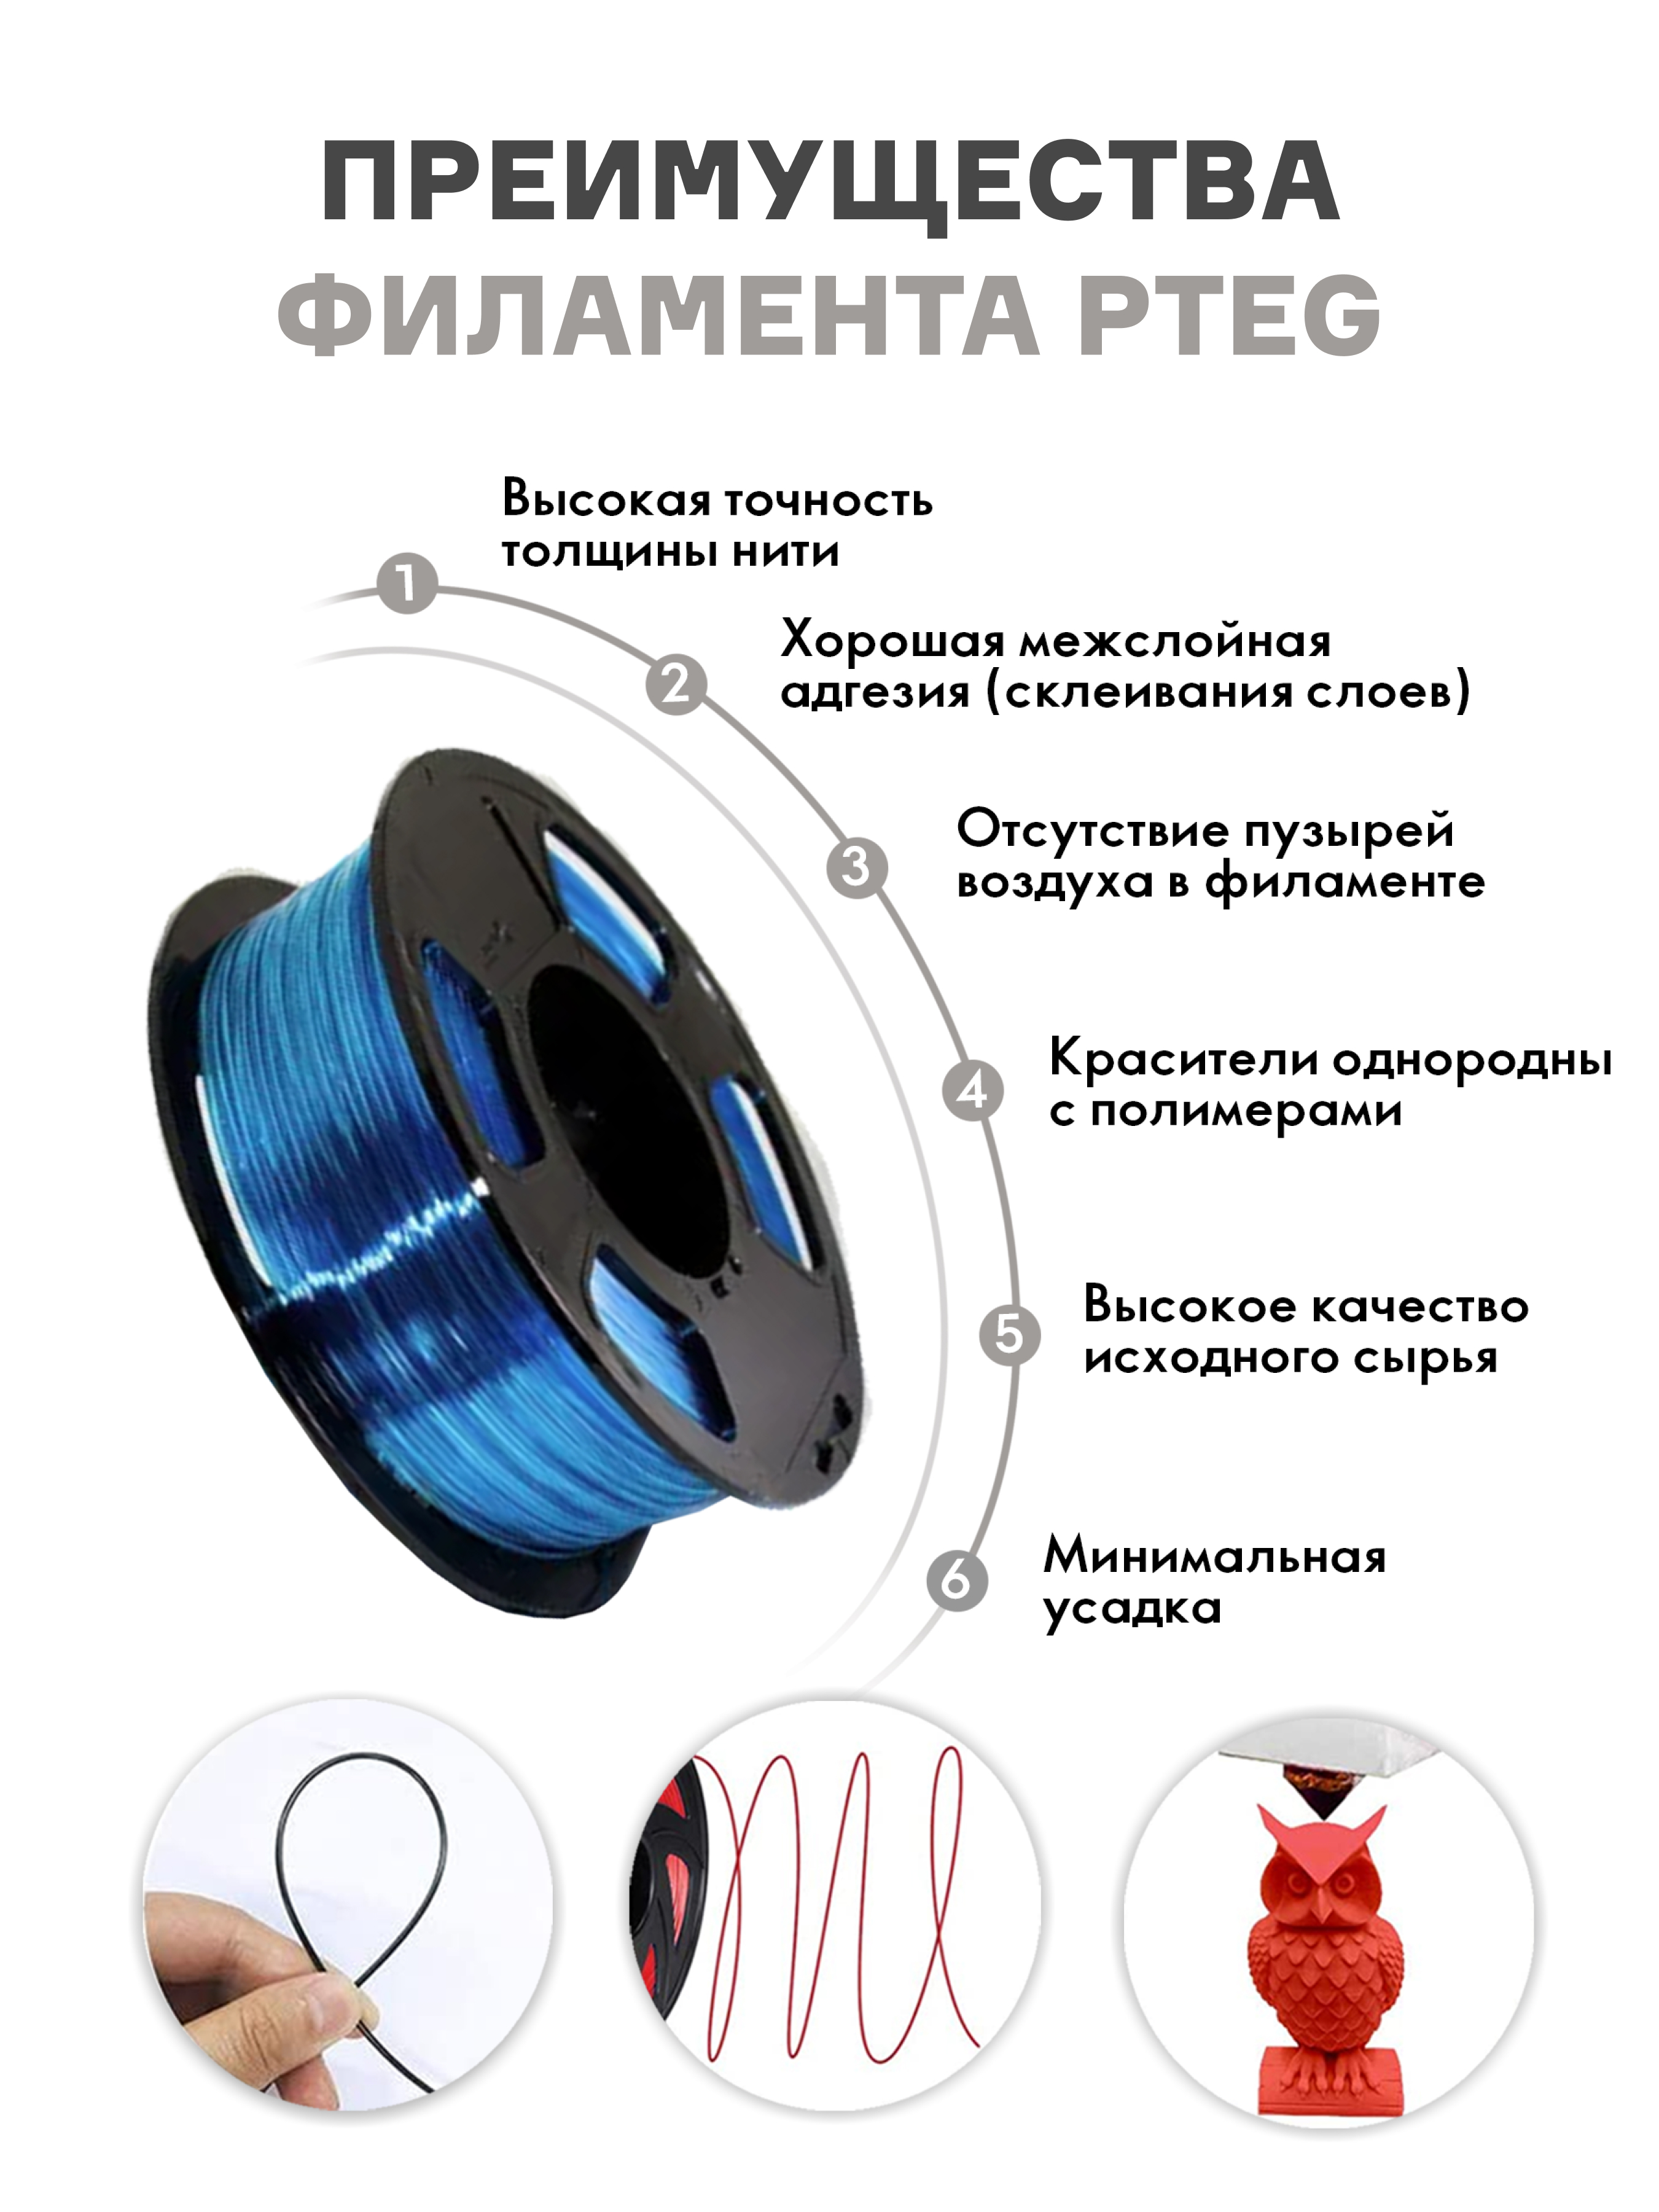 ПРЕИМУЩЕСТВА
ФИЛАМЕНТА PTEG
1
Высокая точность
толщины нити
2
Хорошая межслойная
адгезия (склеивания слоев)
3
Отсутствие пузырей
воздуха в филаменте
4
Красители однородны
с полимерами
5
Высокое качество
исходного сырья
6
Минимальная
усадка